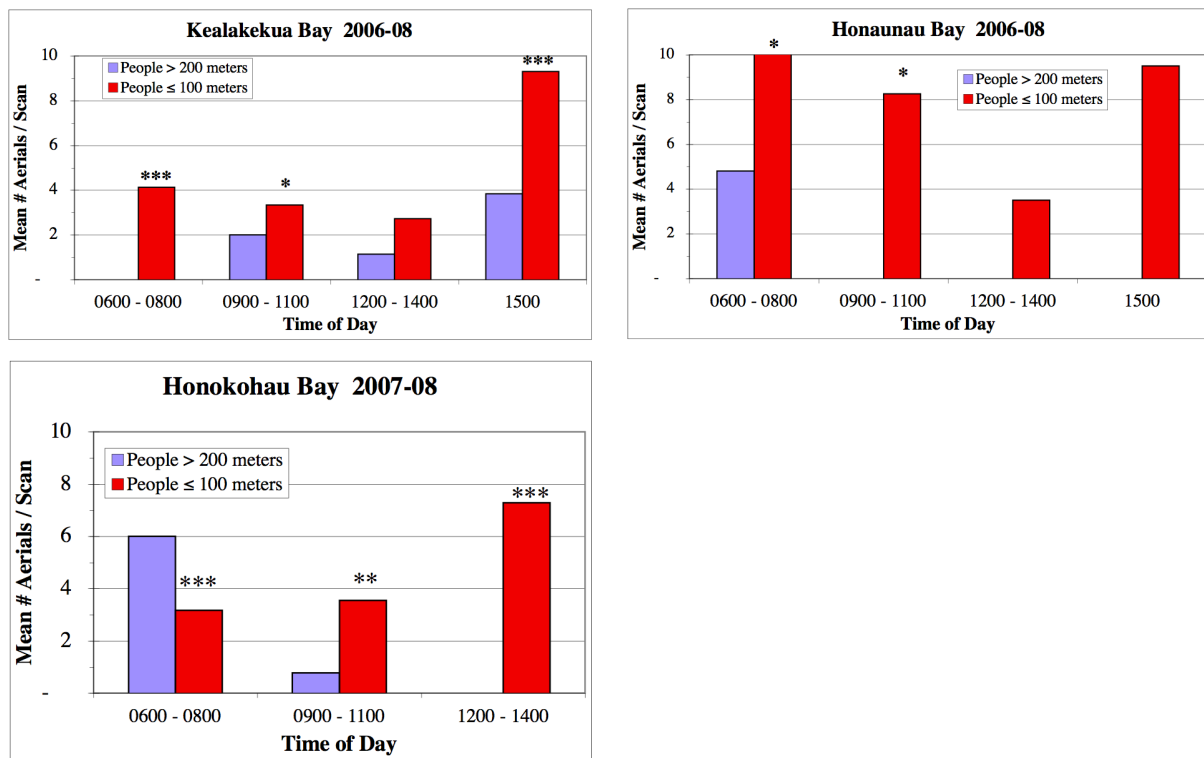 Kealakekua Bay 2006-08
Mean # Aerials / Scan
10
8
6
4
2
-
People > 200 meters
People ≤ 100 meters
***
*
***
0600 - 0800
0900 - 1100
1200 - 1400
1500
Time of Day
Honaunau Bay 2006-08
Mean # Aerials / Scan
10
8
6
4
2
-
People > 200 meters
People ≤ 100 meters
*
*
0600 - 0800
0900 - 1100
1200 - 1400
1500
Time of Day
Honokohau Bay 2007-08
Mean # Aerials / Scan
10
8
6
4
2
-
People > 200 meters
People ≤ 100 meters
***
**
***
0600 - 0800
0900 - 1100
1200 - 1400
Time of Day